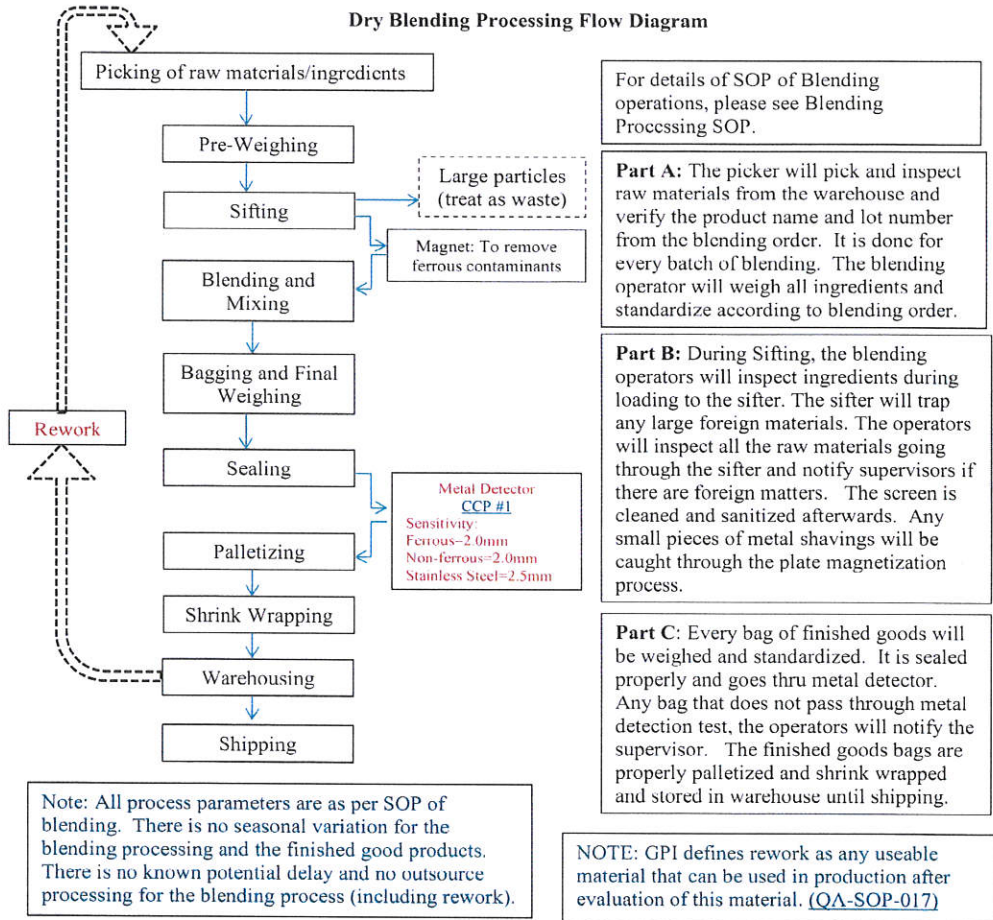 Dry Blending Processing Flow Diagram
Picking of raw materials/ingredients
Pre-Weighing
Sifting
Large particles
(treat as waste)
Magnet: To remove
ferrous contaminants
Blending and
Mixing
Bagging and Final
Weighing
Rework
Sealing
Metal Detector
CCP #1
Sensitivity:
Ferrous=2.0mm
Non-ferrous=2.0mm
Stainless Steel=2.5mm
Palletizing
Shrink Wrapping
Warehousing
Shipping
For details of SOP of Blending
operations, please see Blending
Processing SOP.
Part A: The picker will pick and inspect
raw materials from the warehouse and
verify the product name and lot number
from the blending order. It is done for
every batch of blending. The blending
operator will weigh all ingredients and
standardize according to blending order.
Part B: During Sifting, the blending
operators will inspect ingredients during
loading to the sifter. The sifter will trap
any large foreign materials. The operators
will inspect all the raw materials going
through the sifter and notify supervisors if
there are foreign matters. The screen is
cleaned and sanitized afterwards. Any
small pieces of metal shavings will be
caught through the plate magnetization
process.
Part C: Every bag of finished goods will
be weighed and standardized. It is sealed
properly and goes thru metal detector.
Any bag that does not pass through metal
detection test, the operators will notify the
supervisor. The finished goods bags are
properly palletized and shrink wrapped
and stored in warehouse until shipping.
Note: All process parameters are as per SOP of
blending. There is no seasonal variation for the
blending processing and the finished good products.
There is no known potential delay and no outsource
processing for the blending process (including rework).
NOTE: GPI defines rework as any useable
material that can be used in production after
evaluation of this material. (QA-SOP-017)